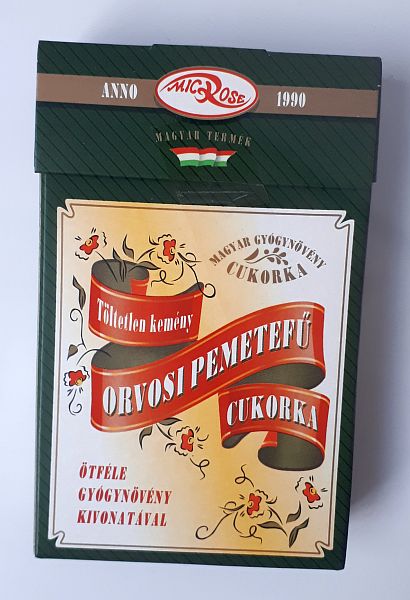 ANNO
MICROSE
1990
MAGYAR TERMÉK
MAGYAR GYÓGYNÖVÉNY
CUKORKA
Töltetlen kemény
ORVOSI PEMETEFŰ
CUKORKA
ÖTFÉLE
GYÓGYNÖVÉNY
KIVONATÁVAL